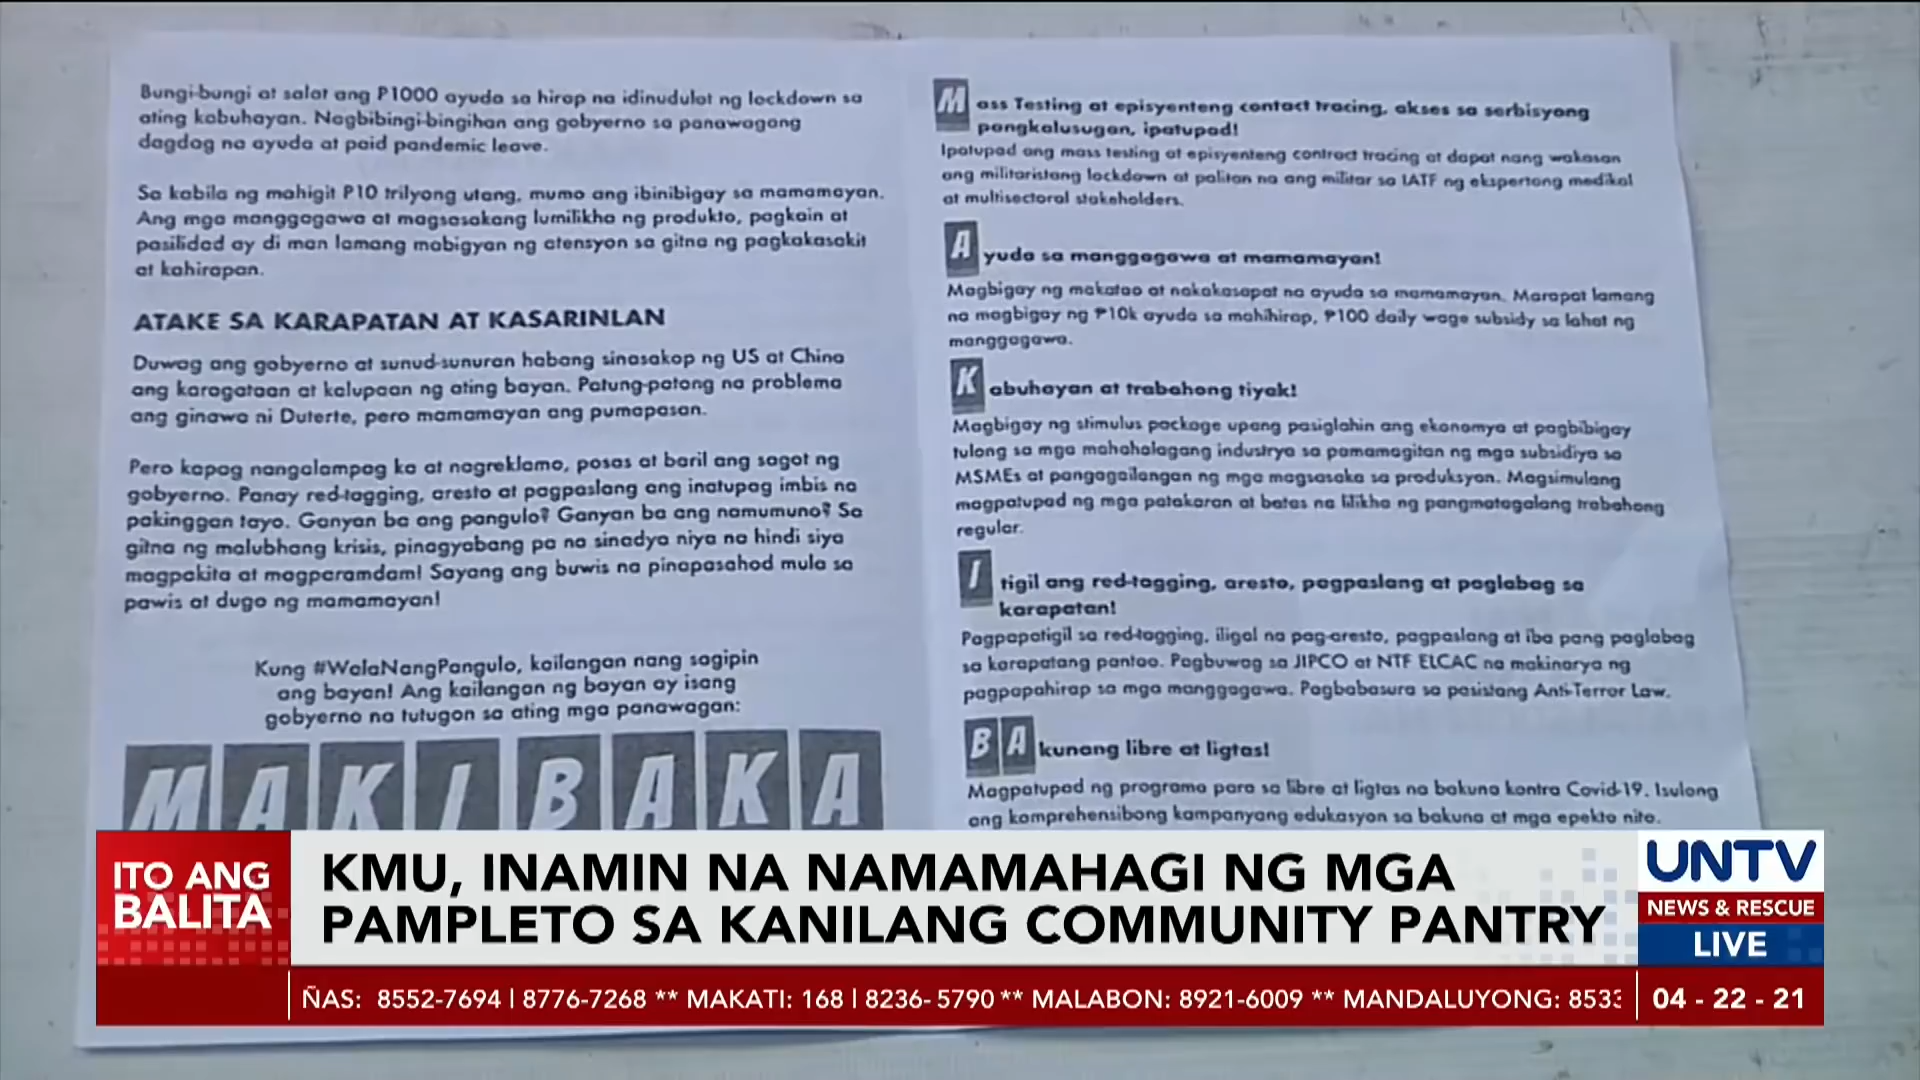 Bungi-bungi at salat ang P1000 ayuda sa hirap na idinudulot ng lockdown sa
ating kabuhayan. Nagbibingi-bingihan ang gobyerno sa panawagang
dagdag na ayuda at paid pandemic leave.
Sa kabila ng mahigit P10 trilyong utang, mumo ang ibinibigay sa mamamayan.
Ang mga manggagawa at magsasakang lumilikha ng produkto, pagkain at
pasilidad ay di man lamang mabigyan ng atensyon sa gitna ng pagkakasakit
at kahirapan.
ATAKE SA KARAPATAN AT KASARINLAN
Duwag ang gobyerno at sunud-sunuran habang sinasakop ng US at China
ang karagataan at kalupaan ng ating bayan. Patung-patong na problema
ang ginawa ni Duterte, pero mamamayan ang pumapasan.
Pero kapag nangalampag ka at nagreklamo, posas at baril ang sagot ng
gobyerno. Panay red-tagging, aresto at pagpaslang ang inatupag imbis na
pakinggan tayo. Ganyan ba ang pangulo? Ganyan ba ang namumuno? Sa
gitna ng malubhang krisis, pinagyabang pa na sinadya niya na hindi siya
magpakita at magparamdam! Sayang ang buwis na pinapasahod mula sa
pawis at dugo ng mamamayan!
Kung #WalaNangPangulo, kailangan nang sagipin
ang bayan! Ang kailangan ng bayan ay isang
gobyerno na tutugon sa ating mga panawagan:
MAKIBAKA
Mass Testing at episyenteng contact tracing, akses sa serbisyong
pangkalusugan, ipatupad!
Ipatupad ang mass testing at episyenteng contract tracing at dapat nang wakasan
ang militaristang lockdown at palitan na ang militar sa IATF ng ekspertong medikal
at multisectoral stakeholders.
Ayuda sa manggagawa at mamamayan!
Magbigay ng makatao at nakakasapat na ayuda sa mamamayan. Marapat lamang
na magbigay ng ₱10k ayuda sa mahihirap, ₱100 daily wage subsidy sa lahat ng
manggagawa.
Kabuhayan at trabahong tiyak!
Magbigay ng stimulus package upang pasiglahin ang ekonomya at pagbibigay
tulong sa mga mahahalagang industrya sa pamamagitan ng mga subsidiya sa
MSMEs at pangagailangan ng mga magsasaka sa produksyon. Magsimulang
magpatupad ng mga patakaran at batas na lilikha ng pangmatagalang trabahong
regular.
Itigil ang red-tagging, aresto, pagpaslang at paglabag sa
karapatan!
Pagpapatigil sa red-tagging, iligal na pag-aresto, pagpaslang at iba pang paglabag
sa karapatang pantao. Pagbuwag sa JIPCO at NTF ELCAC na makinarya ng
pagpapahirap sa mga manggagawa. Pagbabasura sa pasistang Anti-Terror Law.
BAkunang libre at ligtas!
Magpatupad ng programa para sa libre at ligtas na bakuna kontra Covid-19. Isulong
ang komprehensibong kampanyang edukasyon sa bakuna at mga epekto nito.
ITO ANG
BALITA
KMU, INAMIN NA NAMAMAHAGI NG MGA
PAMPLETO SA KANILANG COMMUNITY PANTRY
UNTV
NEWS & RESCUE
LIVE
ÑAS: 8552-7694 | 8776-7268 ** MAKATI: 168 | 8236- 5790 ** MALABON: 8921-6009 ** MANDALUYONG: 8533
04 - 22 - 21